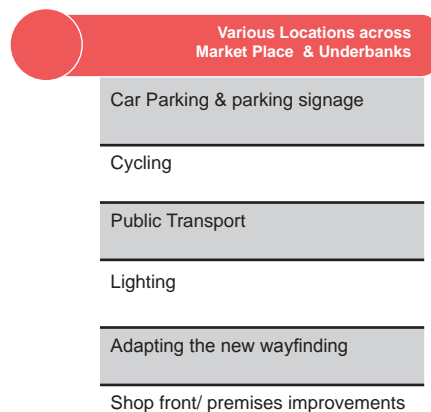 Various Locations across
Market Place & Underbanks
Car Parking & parking signage
Cycling
Public Transport
Lighting
Adapting the new wayfinding
Shop front/ premises improvements